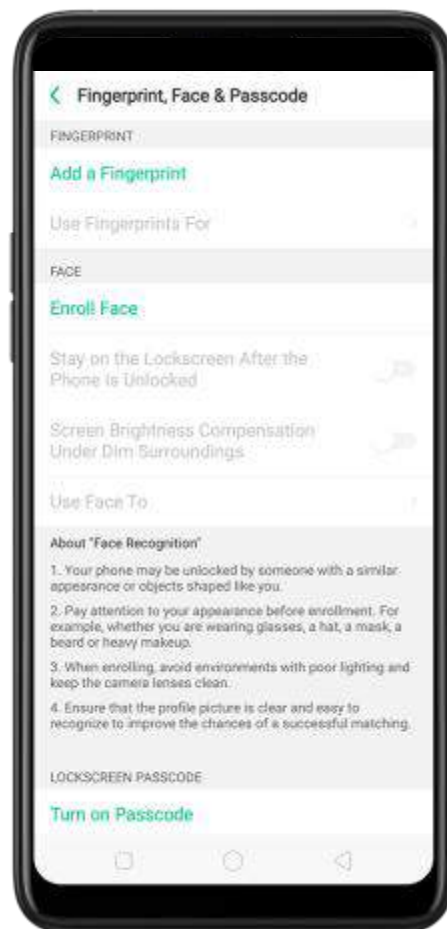 Fingerprint, Face & Passcode
FINGERPRINT
Add a Fingerprint
Use Fingerprints For
FACE
Enroll Face
Stay on the Lockscreen After the
Phone is Unlocked
Screen Brightness Compensation
Under Dim Surroundings
Use Face To
About "Face Recognition"
1. Your phone may be unlocked by someone with a similar
appearance or objects shaped like you.
2. Pay attention to your appearance before enrollment. For
example, whether you are wearing glasses, a hat, a mask, a
beard or heavy makeup.
3. When enrolling, avoid environments with poor lighting and
keep the camera lenses clean.
4. Ensure that the profile picture is clear and easy to
recognize to improve the chances of a successful matching.
LOCKSCREEN PASSCODE
Turn on Passcode